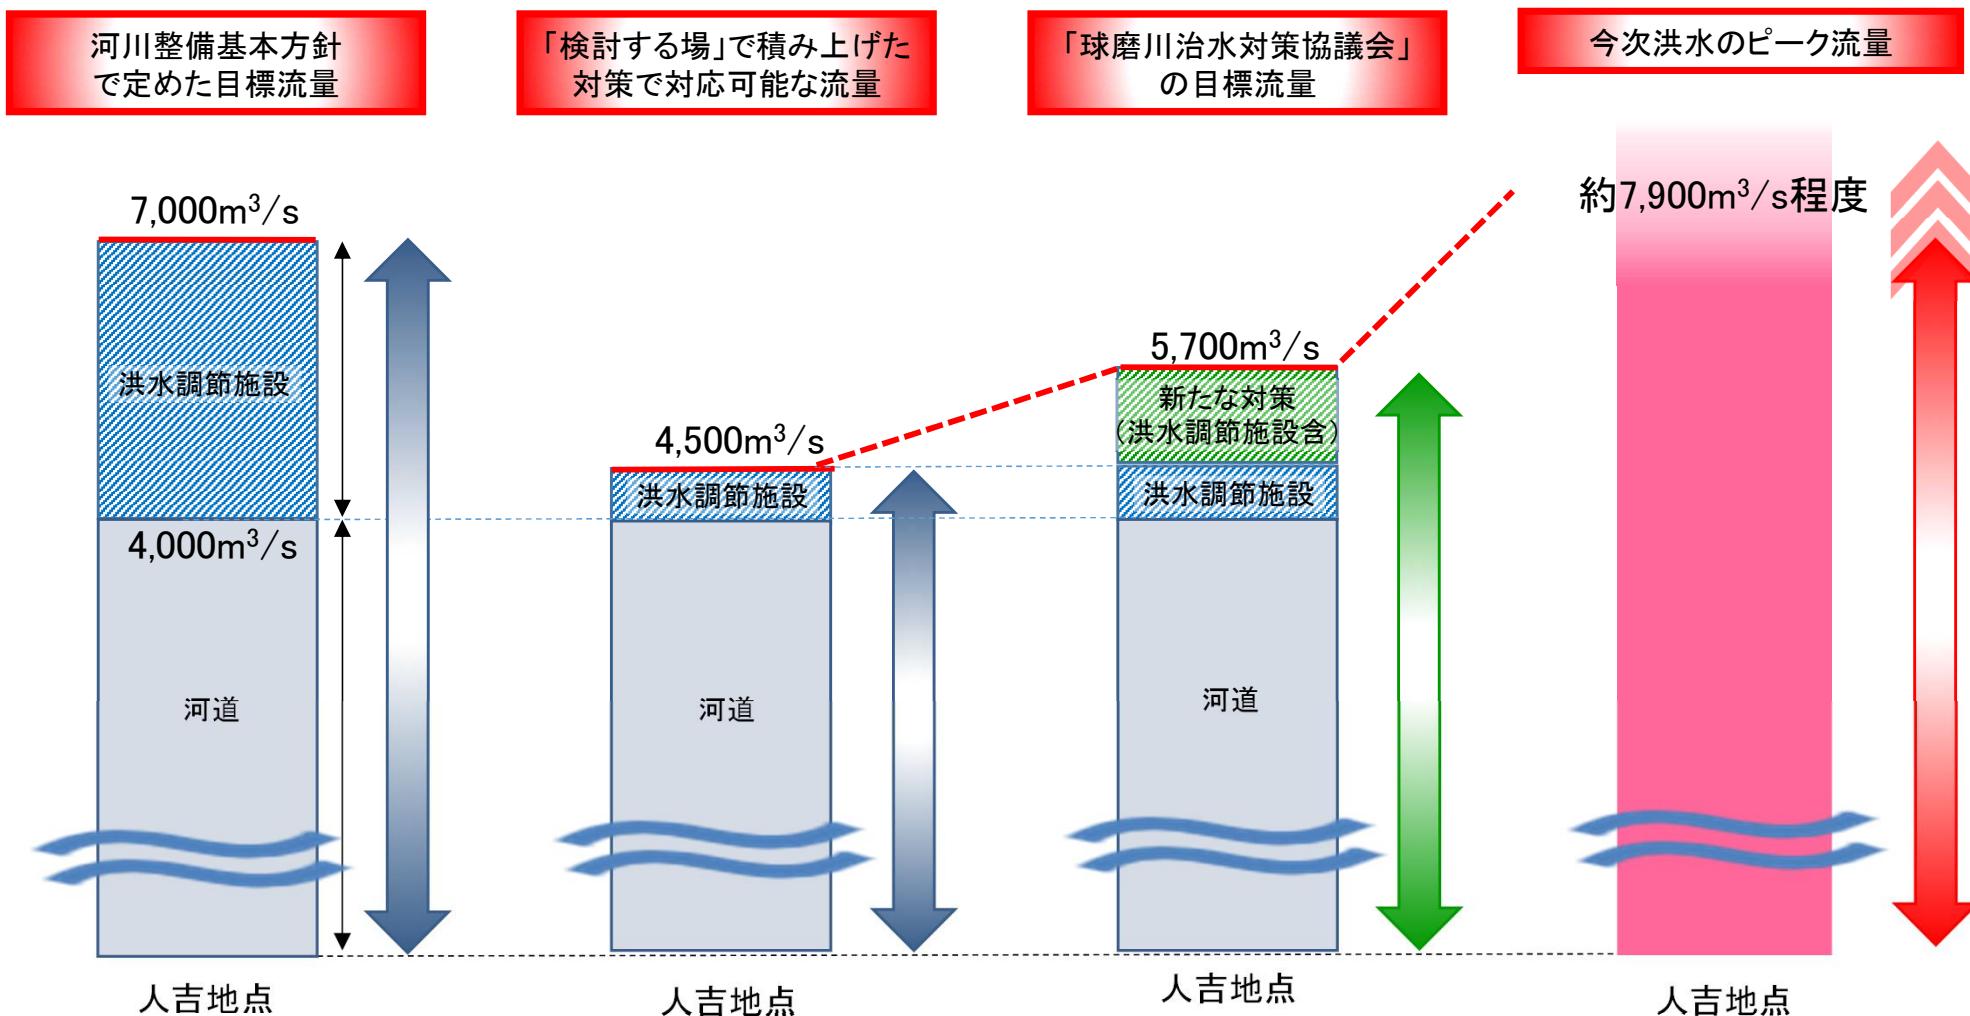 河川整備基本方針
で定めた目標流量
「検討する場」で積み上げた
対策で対応可能な流量
「球磨川治水対策協議会」
の目標流量
今次洪水のピーク流量
7,000m³/s
洪水調節施設
4,000m³/s
河道
人吉地点
4,500m³/s
洪水調節施設
河道
人吉地点
5,700m³/s
新たな対策
(洪水調節施設含)
洪水調節施設
河道
人吉地点
約7,900m³/s程度
人吉地点